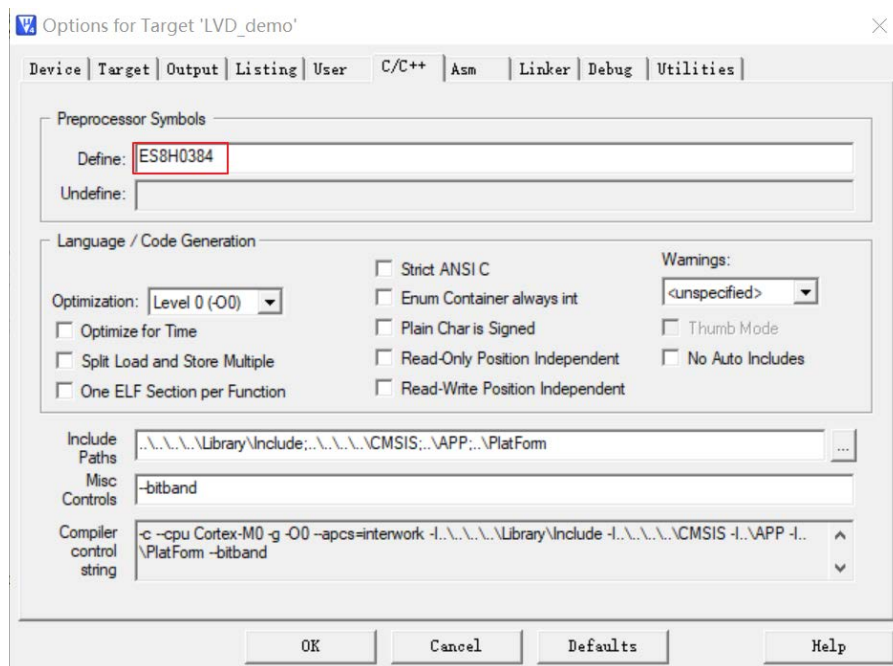 Options for Target 'LVD_demo'
Device Target Output Listing User C/C++ Asm Linker Debug Utilities
Preprocessor Symbols
Define: ES8H0384
Undefine:
Language / Code Generation
Optimization: Level 0 (-O0)
Optimize for Time
Split Load and Store Multiple
One ELF Section per Function
Strict ANSI C
Enum Container always int
Plain Char is Signed
Read-Only Position Independent
Read-Write Position Independent
Warnings:
<unspecified>
Thumb Mode
No Auto Includes
Include Paths
..\..\..\..\Library\Include;..\..\..\..\CMSIS;..\APP;..\PlatForm
...
Misc Controls
--bitband
Compiler control string
-c --cpu Cortex-M0 -g -O0 --apcs=interwork -I..\..\..\..\Library\Include -I..\..\..\..\CMSIS -I..\APP -I..
\PlatForm --bitband
OK Cancel Defaults Help